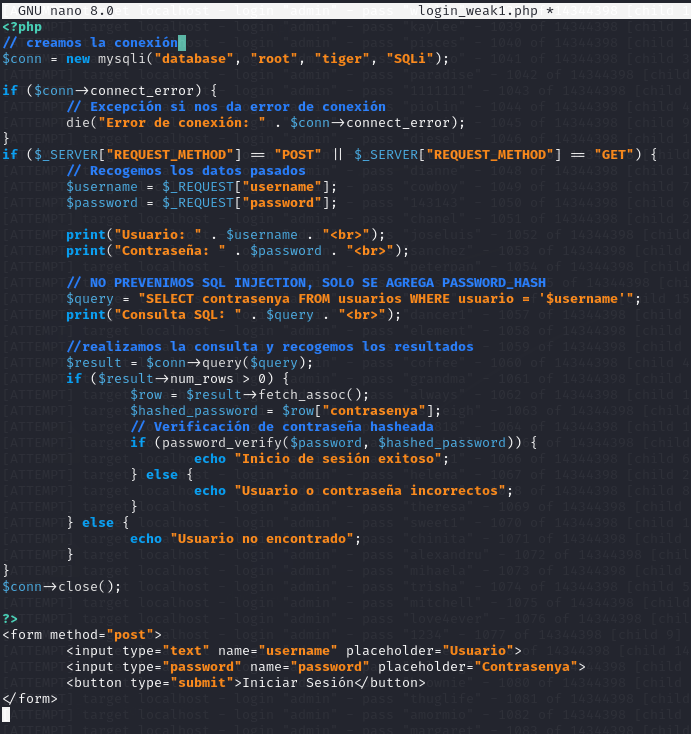 GNU nano 8.0 login_weak1.php *
<?php
// creamos la conexión
$conn = new mysqli("database", "root", "tiger", "SQLi");
if ($conn->connect_error) {
// Excepción si nos da error de conexión
die("Error de conexión: " . $conn->connect_error);
}
if ($_SERVER["REQUEST_METHOD"] == "POST" || $_SERVER["REQUEST_METHOD"] == "GET") {
// Recogemos los datos pasados
$username = $_REQUEST["username"];
$password = $_REQUEST["password"];
print("Usuario: " . $username . "<br>");
print("Contraseña: " . $password . "<br>");
// NO PREVENIMOS SQL INJECTION, SOLO SE AGREGA PASSWORD_HASH
$query = "SELECT contrasenya FROM usuarios WHERE usuario = '$username'";
print("Consulta SQL: " . $query . "<br>");
//realizamos la consulta y recogemos los resultados
$result = $conn->query($query);
if ($result->num_rows > 0) {
$row = $result->fetch_assoc();
$hashed_password = $row["contrasenya"];
// Verificación de contraseña hasheada
if (password_verify($password, $hashed_password)) {
echo "Inicio de sesión exitoso";
} else {
echo "Usuario o contraseña incorrectos";
}
} else {
echo "Usuario no encontrado";
}
}
$conn->close();
?>
<form method="post">
<input type="text" name="username" placeholder="Usuario">
<input type="password" name="password" placeholder="Contrasenya">
<button type="submit">Iniciar Sesión</button>
</form>